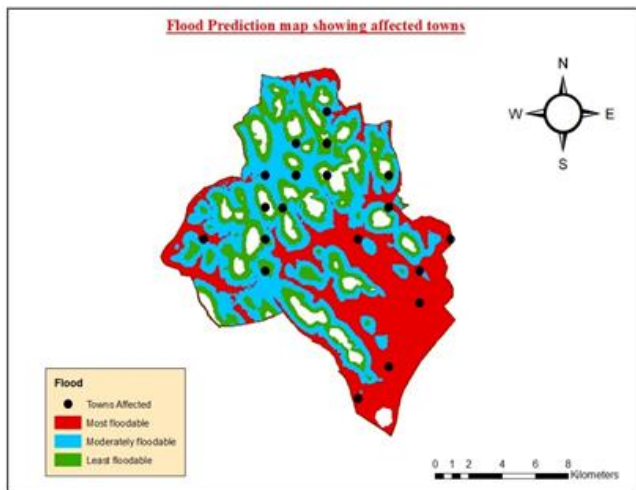 Flood Prediction map showing affected towns
N
W E
S
Flood
Towns Affected
Most floodable
Moderately floodable
Least floodable
0 1 2 4 6 8
Kilometers